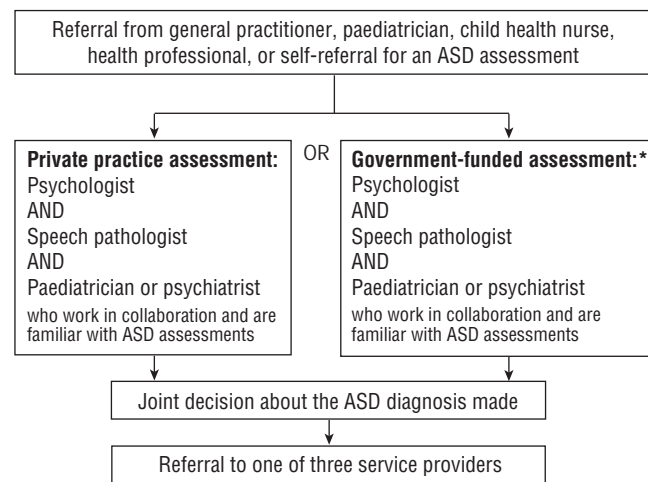 Referral from general practitioner, paediatrician, child health nurse,
health professional, or self-referral for an ASD assessment
Private practice assessment:
Psychologist
AND
Speech pathologist
AND
Paediatrician or psychiatrist
who work in collaboration and are
familiar with ASD assessments
OR
Government-funded assessment:*
Psychologist
AND
Speech pathologist
AND
Paediatrician or psychiatrist
who work in collaboration and are
familiar with ASD assessments
Joint decision about the ASD diagnosis made
Referral to one of three service providers